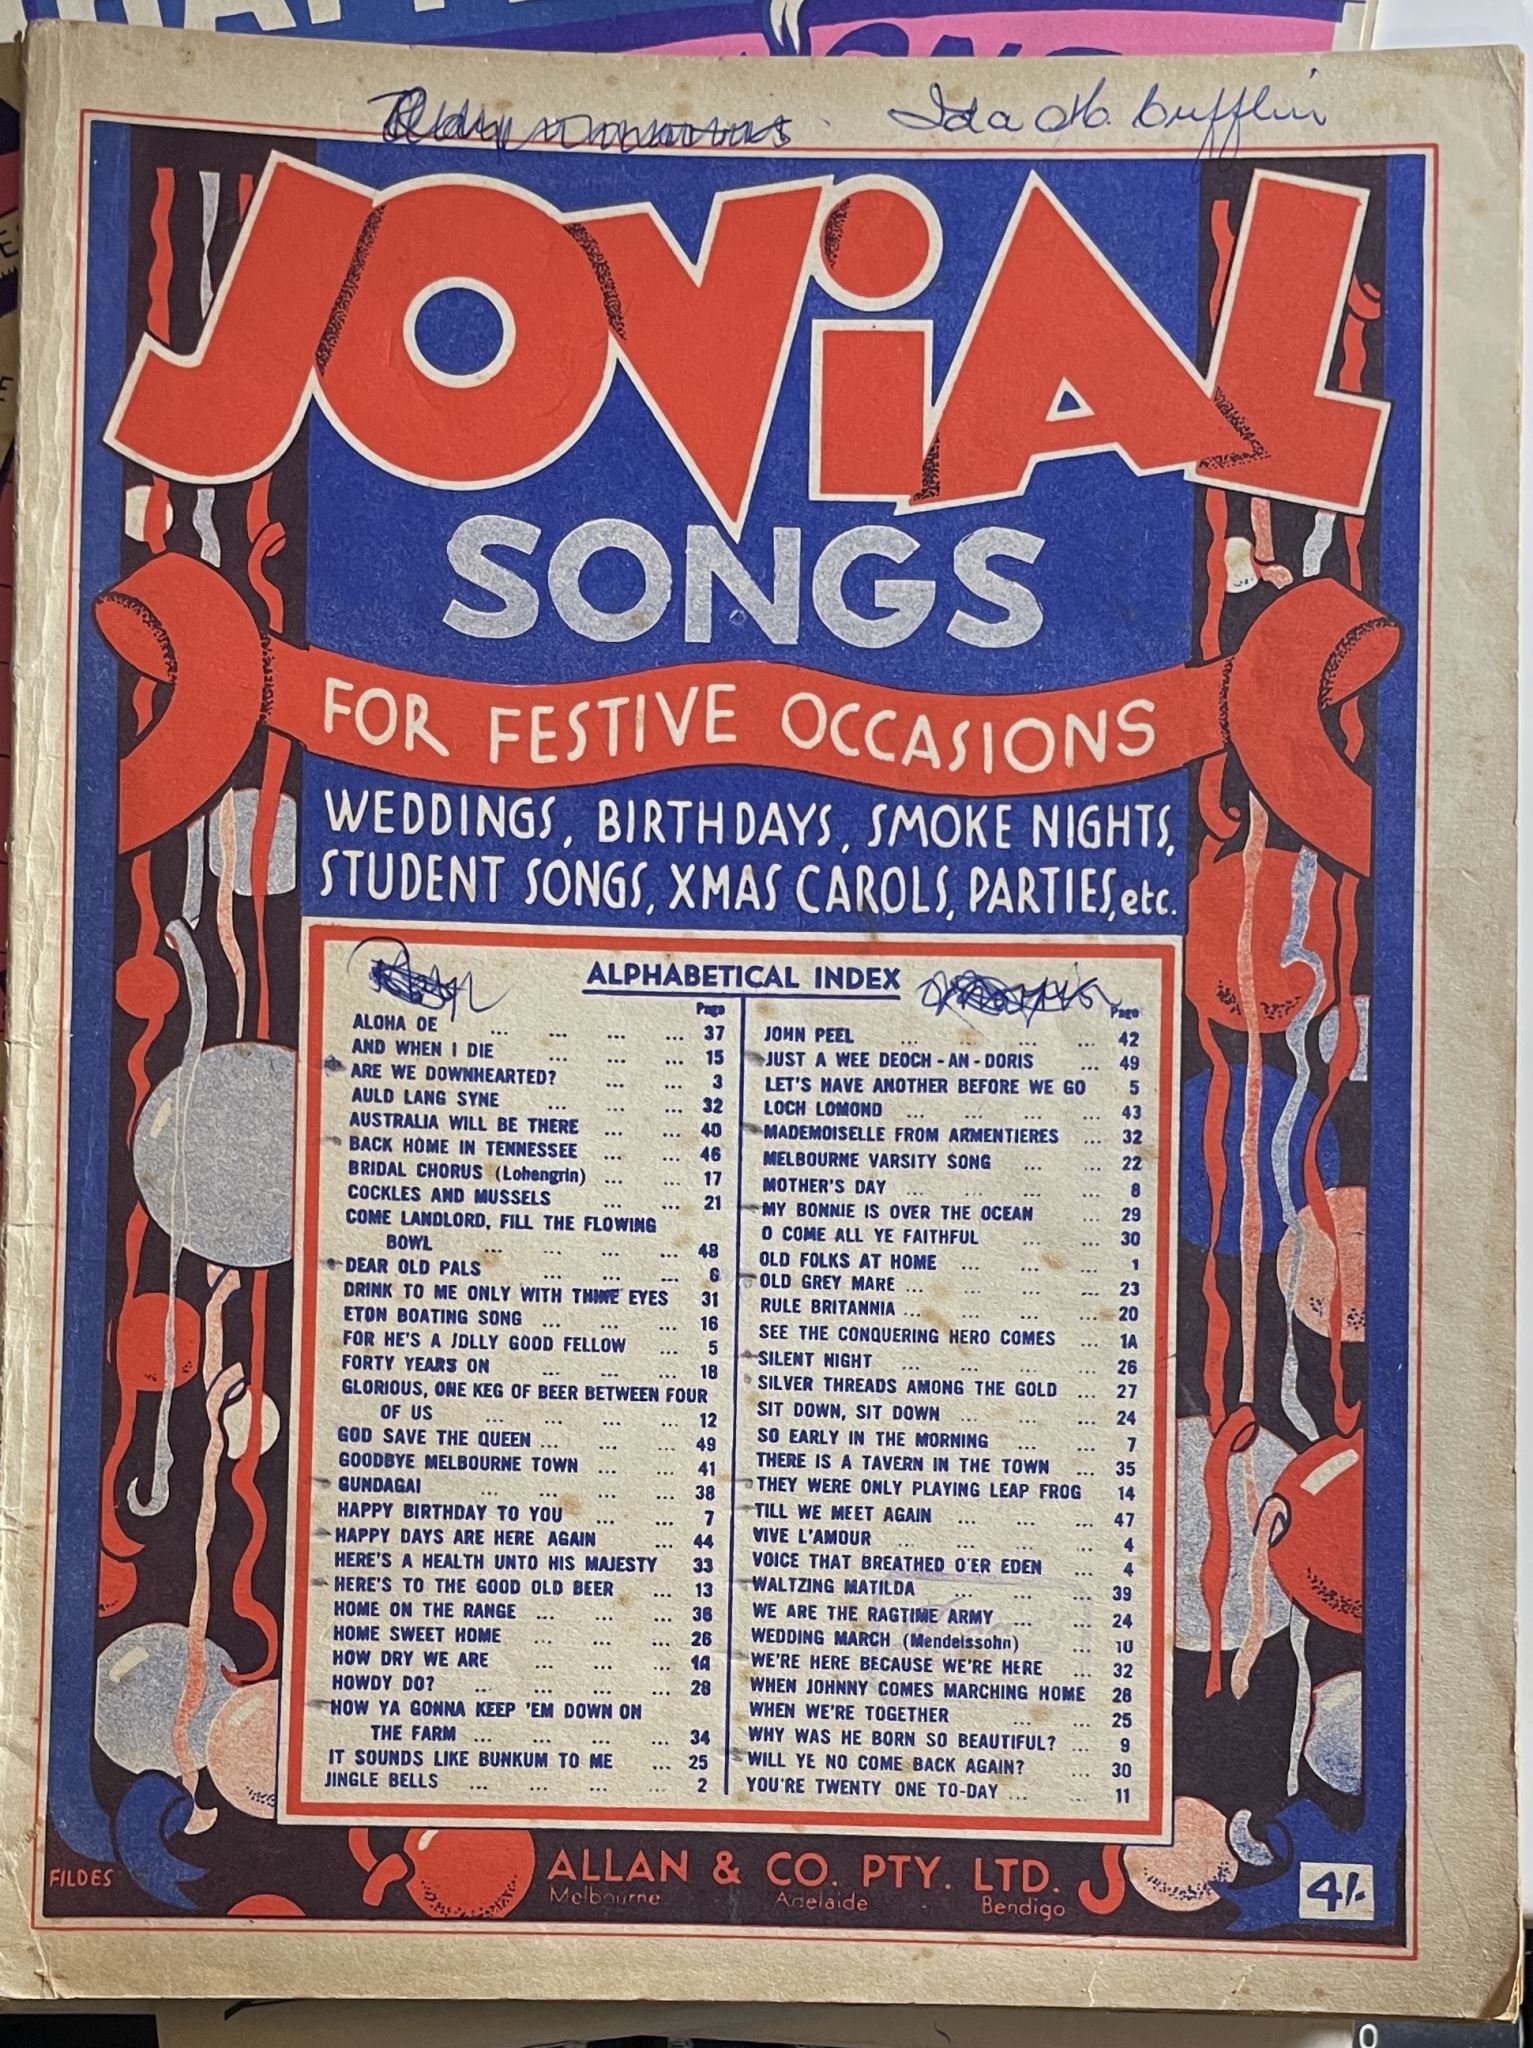 JOViAL
SONGS
FOR FESTIVE OCCASIONS
WEDDINGS, BIRTHDAYS, SMOKE NIGHTS,
STUDENT SONGS, XMAS CAROLS, PARTIES, etc.
ALPHABETICAL INDEX
Page
ALOHA OE ... ... ... 37
AND WHEN I DIE ... ... ... 15
ARE WE DOWNHEARTED? ... ... 3
AULD LANG SYNE ... ... ... 32
AUSTRALIA WILL BE THERE ... ... 40
BACK HOME IN TENNESSEE ... ... 46
BRIDAL CHORUS (Lohengrin) ... ... 17
COCKLES AND MUSSELS ... ... 21
COME LANDLORD, FILL THE FLOWING
BOWL ... ... ... ... 48
DEAR OLD PALS ... ... ... 6
DRINK TO ME ONLY WITH THINE EYES 31
ETON BOATING SONG ... ... ... 16
FOR HE'S A JOLLY GOOD FELLOW ... 5
FORTY YEARS ON ... ... ... 18
GLORIOUS, ONE KEG OF BEER BETWEEN FOUR
OF US ... ... ... ... 12
GOD SAVE THE QUEEN ... ... ... 49
GOODBYE MELBOURNE TOWN ... ... 41
GUNDAGAI ... ... ... ... 38
HAPPY BIRTHDAY TO YOU ... ... 7
HAPPY DAYS ARE HERE AGAIN ... 44
HERE'S A HEALTH UNTO HIS MAJESTY 33
HERE'S TO THE GOOD OLD BEER ... 13
HOME ON THE RANGE ... ... ... 36
HOME SWEET HOME ... ... ... 26
HOW DRY WE ARE ... ... ... 1A
HOWDY DO? ... ... ... ... 28
HOW YA GONNA KEEP 'EM DOWN ON
THE FARM ... ... ... ... 34
IT SOUNDS LIKE BUNKUM TO ME ... 25
JINGLE BELLS ... ... ... ... 2
Page
JOHN PEEL ... ... ... ... 42
JUST A WEE DEOCH-AN-DORIS ... 49
LET'S HAVE ANOTHER BEFORE WE GO 5
LOCH LOMOND ... ... ... ... 43
MADEMOISELLE FROM ARMENTIERES ... 32
MELBOURNE VARSITY SONG ... ... 22
MOTHER'S DAY ... ... ... ... 8
MY BONNIE IS OVER THE OCEAN ... 29
O COME ALL YE FAITHFUL ... ... 30
OLD FOLKS AT HOME ... ... ... 1
OLD GREY MARE ... ... ... ... 23
RULE BRITANNIA ... ... ... ... 20
SEE THE CONQUERING HERO COMES ... 1A
SILENT NIGHT ... ... ... ... 26
SILVER THREADS AMONG THE GOLD ... 27
SIT DOWN, SIT DOWN ... ... ... 24
SO EARLY IN THE MORNING ... ... 7
THERE IS A TAVERN IN THE TOWN ... 35
THEY WERE ONLY PLAYING LEAP FROG 14
TILL WE MEET AGAIN ... ... ... 47
VIVE L'AMOUR ... ... ... ... 4
VOICE THAT BREATHED O'ER EDEN ... 4
WALTZING MATILDA ... ... ... 39
WE ARE THE RAGTIME ARMY ... ... 24
WEDDING MARCH (Mendelssohn) ... 10
WE'RE HERE BECAUSE WE'RE HERE ... 32
WHEN JOHNNY COMES MARCHING HOME 28
WHEN WE'RE TOGETHER ... ... 25
WHY WAS HE BORN SO BEAUTIFUL? ... 9
WILL YE NO COME BACK AGAIN? ... 30
YOU'RE TWENTY ONE TO-DAY ... ... 11
FILDES
ALLAN & CO. PTY. LTD.
Melbourne Adelaide Bendigo
4/-